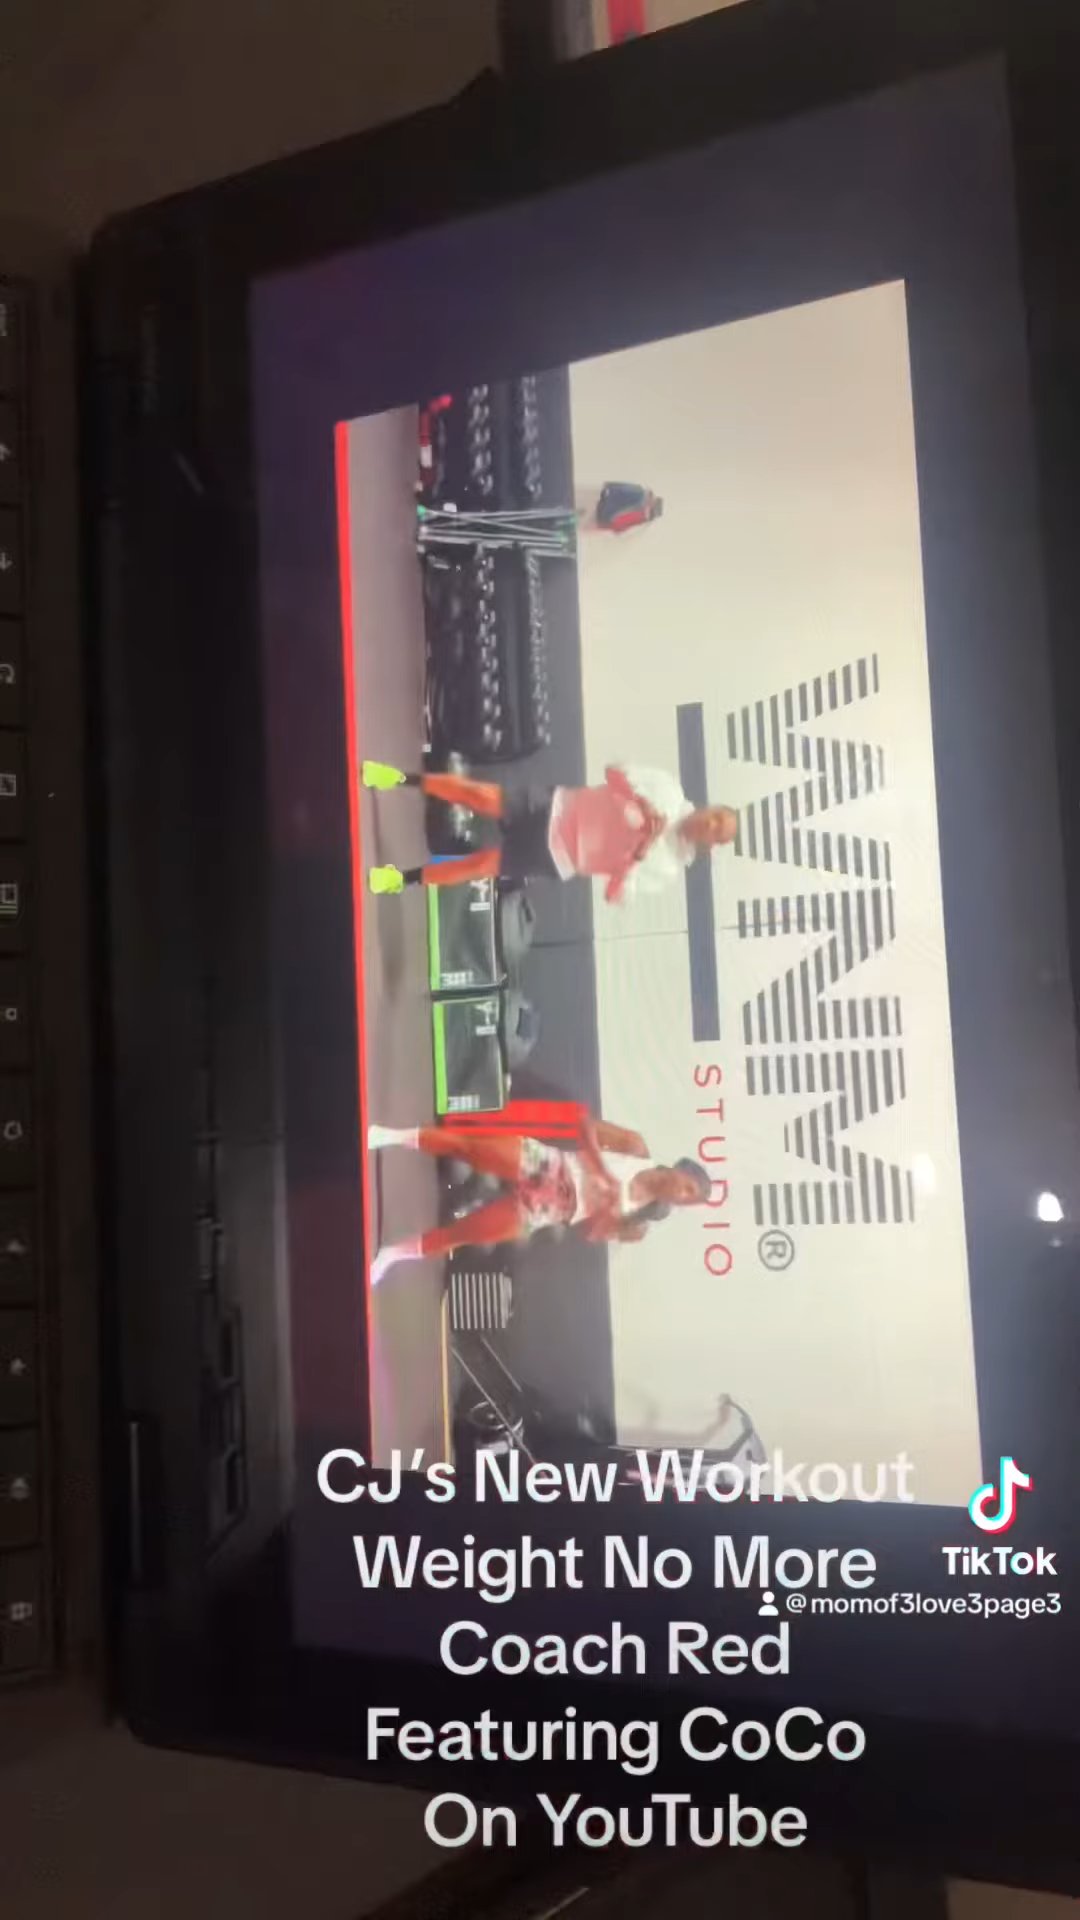 WNM®
STUDIO
CJ’s New Workout
Weight No More
Coach Red
Featuring CoCo
On YouTube
TikTok
@momof3love3page3